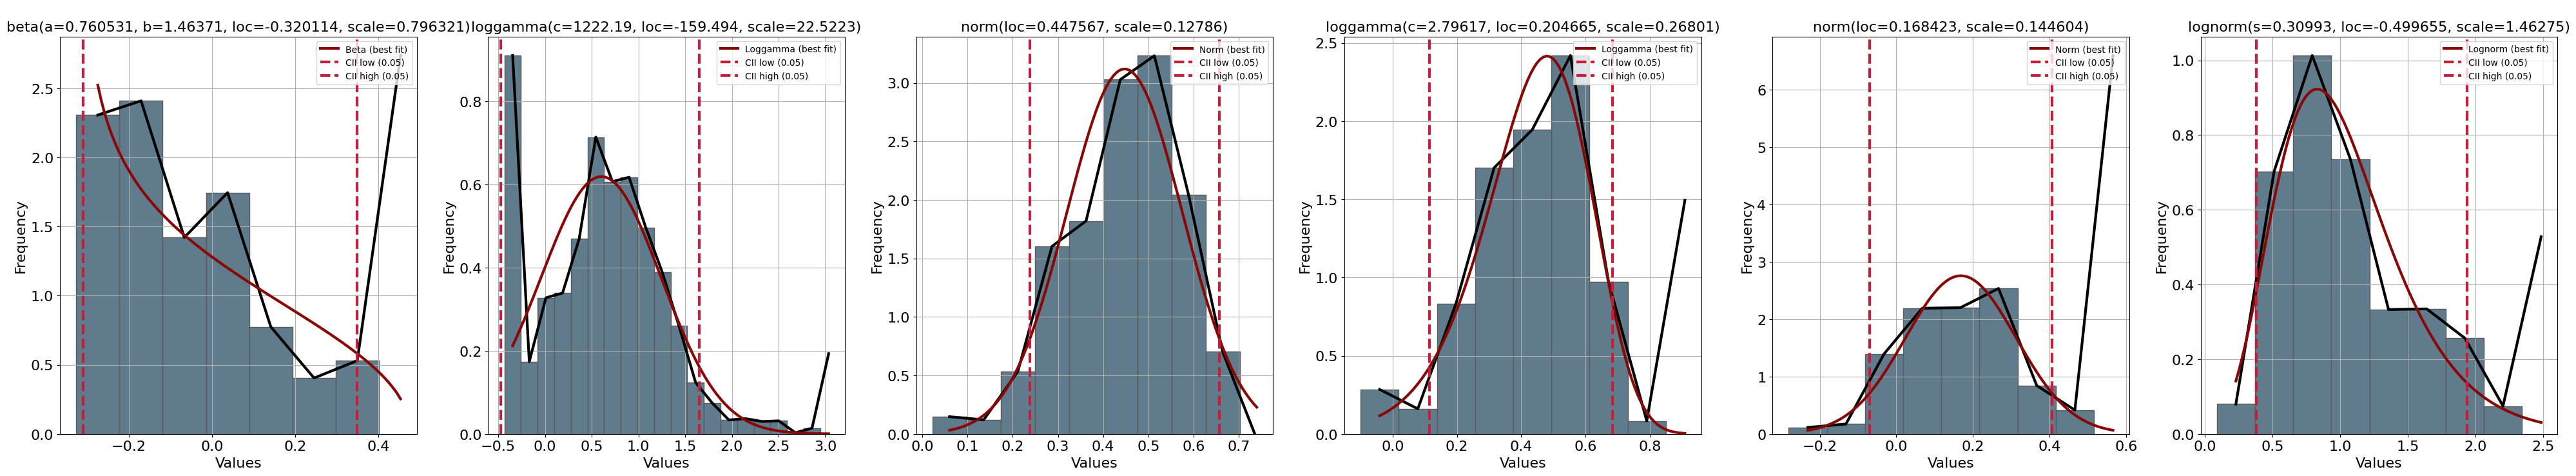 beta(a=0.760531, b=1.46371, loc=-0.320114, scale=0.796321)
Beta (best fit)
CII low (0.05)
CII high (0.05)
Frequency
2.5
2.0
1.5
1.0
0.5
0.0
−0.2
0.0
0.2
0.4
Values
loggamma(c=1222.19, loc=-159.494, scale=22.5223)
Loggamma (best fit)
CII low (0.05)
CII high (0.05)
Frequency
0.8
0.6
0.4
0.2
0.0
−0.5
0.0
0.5
1.0
1.5
2.0
2.5
3.0
Values
norm(loc=0.447567, scale=0.12786)
Norm (best fit)
CII low (0.05)
CII high (0.05)
Frequency
3.0
2.5
2.0
1.5
1.0
0.5
0.0
0.0
0.1
0.2
0.3
0.4
0.5
0.6
0.7
Values
loggamma(c=2.79617, loc=0.204665, scale=0.26801)
Loggamma (best fit)
CII low (0.05)
CII high (0.05)
Frequency
2.5
2.0
1.5
1.0
0.5
0.0
0.0
0.2
0.4
0.6
0.8
Values
norm(loc=0.168423, scale=0.144604)
Norm (best fit)
CII low (0.05)
CII high (0.05)
Frequency
6
5
4
3
2
1
0
−0.2
0.0
0.2
0.4
0.6
Values
lognorm(s=0.30993, loc=-0.499655, scale=1.46275)
Lognorm (best fit)
CII low (0.05)
CII high (0.05)
Frequency
1.0
0.8
0.6
0.4
0.2
0.0
0.0
0.5
1.0
1.5
2.0
2.5
Values